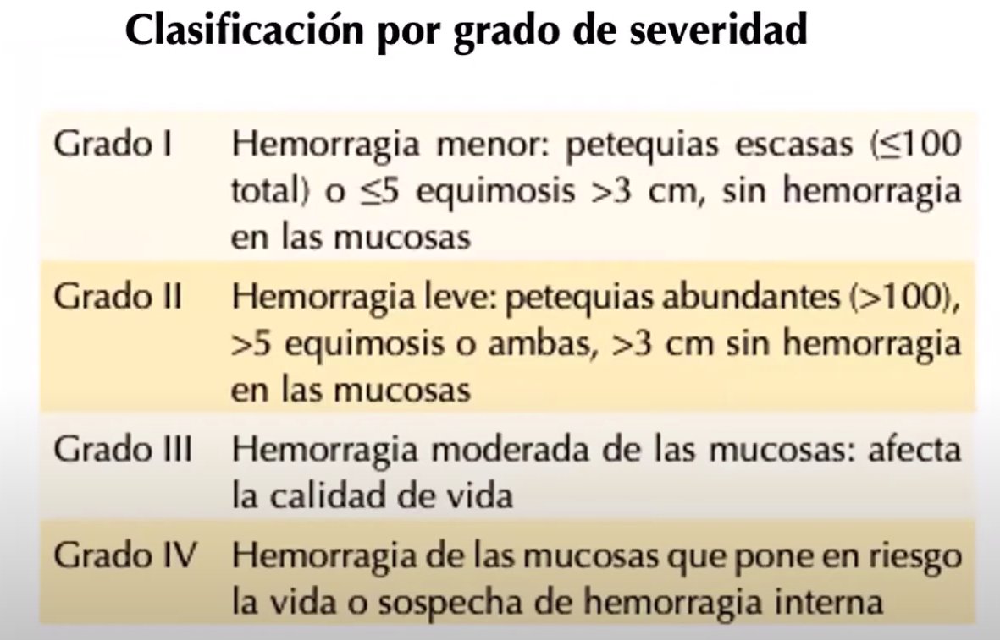 Clasificación por grado de severidad
Grado I Hemorragia menor: petequias escasas (≤100
total) o ≤5 equimosis >3 cm, sin hemorragia
en las mucosas
Grado II Hemorragia leve: petequias abundantes (>100),
>5 equimosis o ambas, >3 cm sin hemorragia
en las mucosas
Grado III Hemorragia moderada de las mucosas: afecta
la calidad de vida
Grado IV Hemorragia de las mucosas que pone en riesgo
la vida o sospecha de hemorragia interna